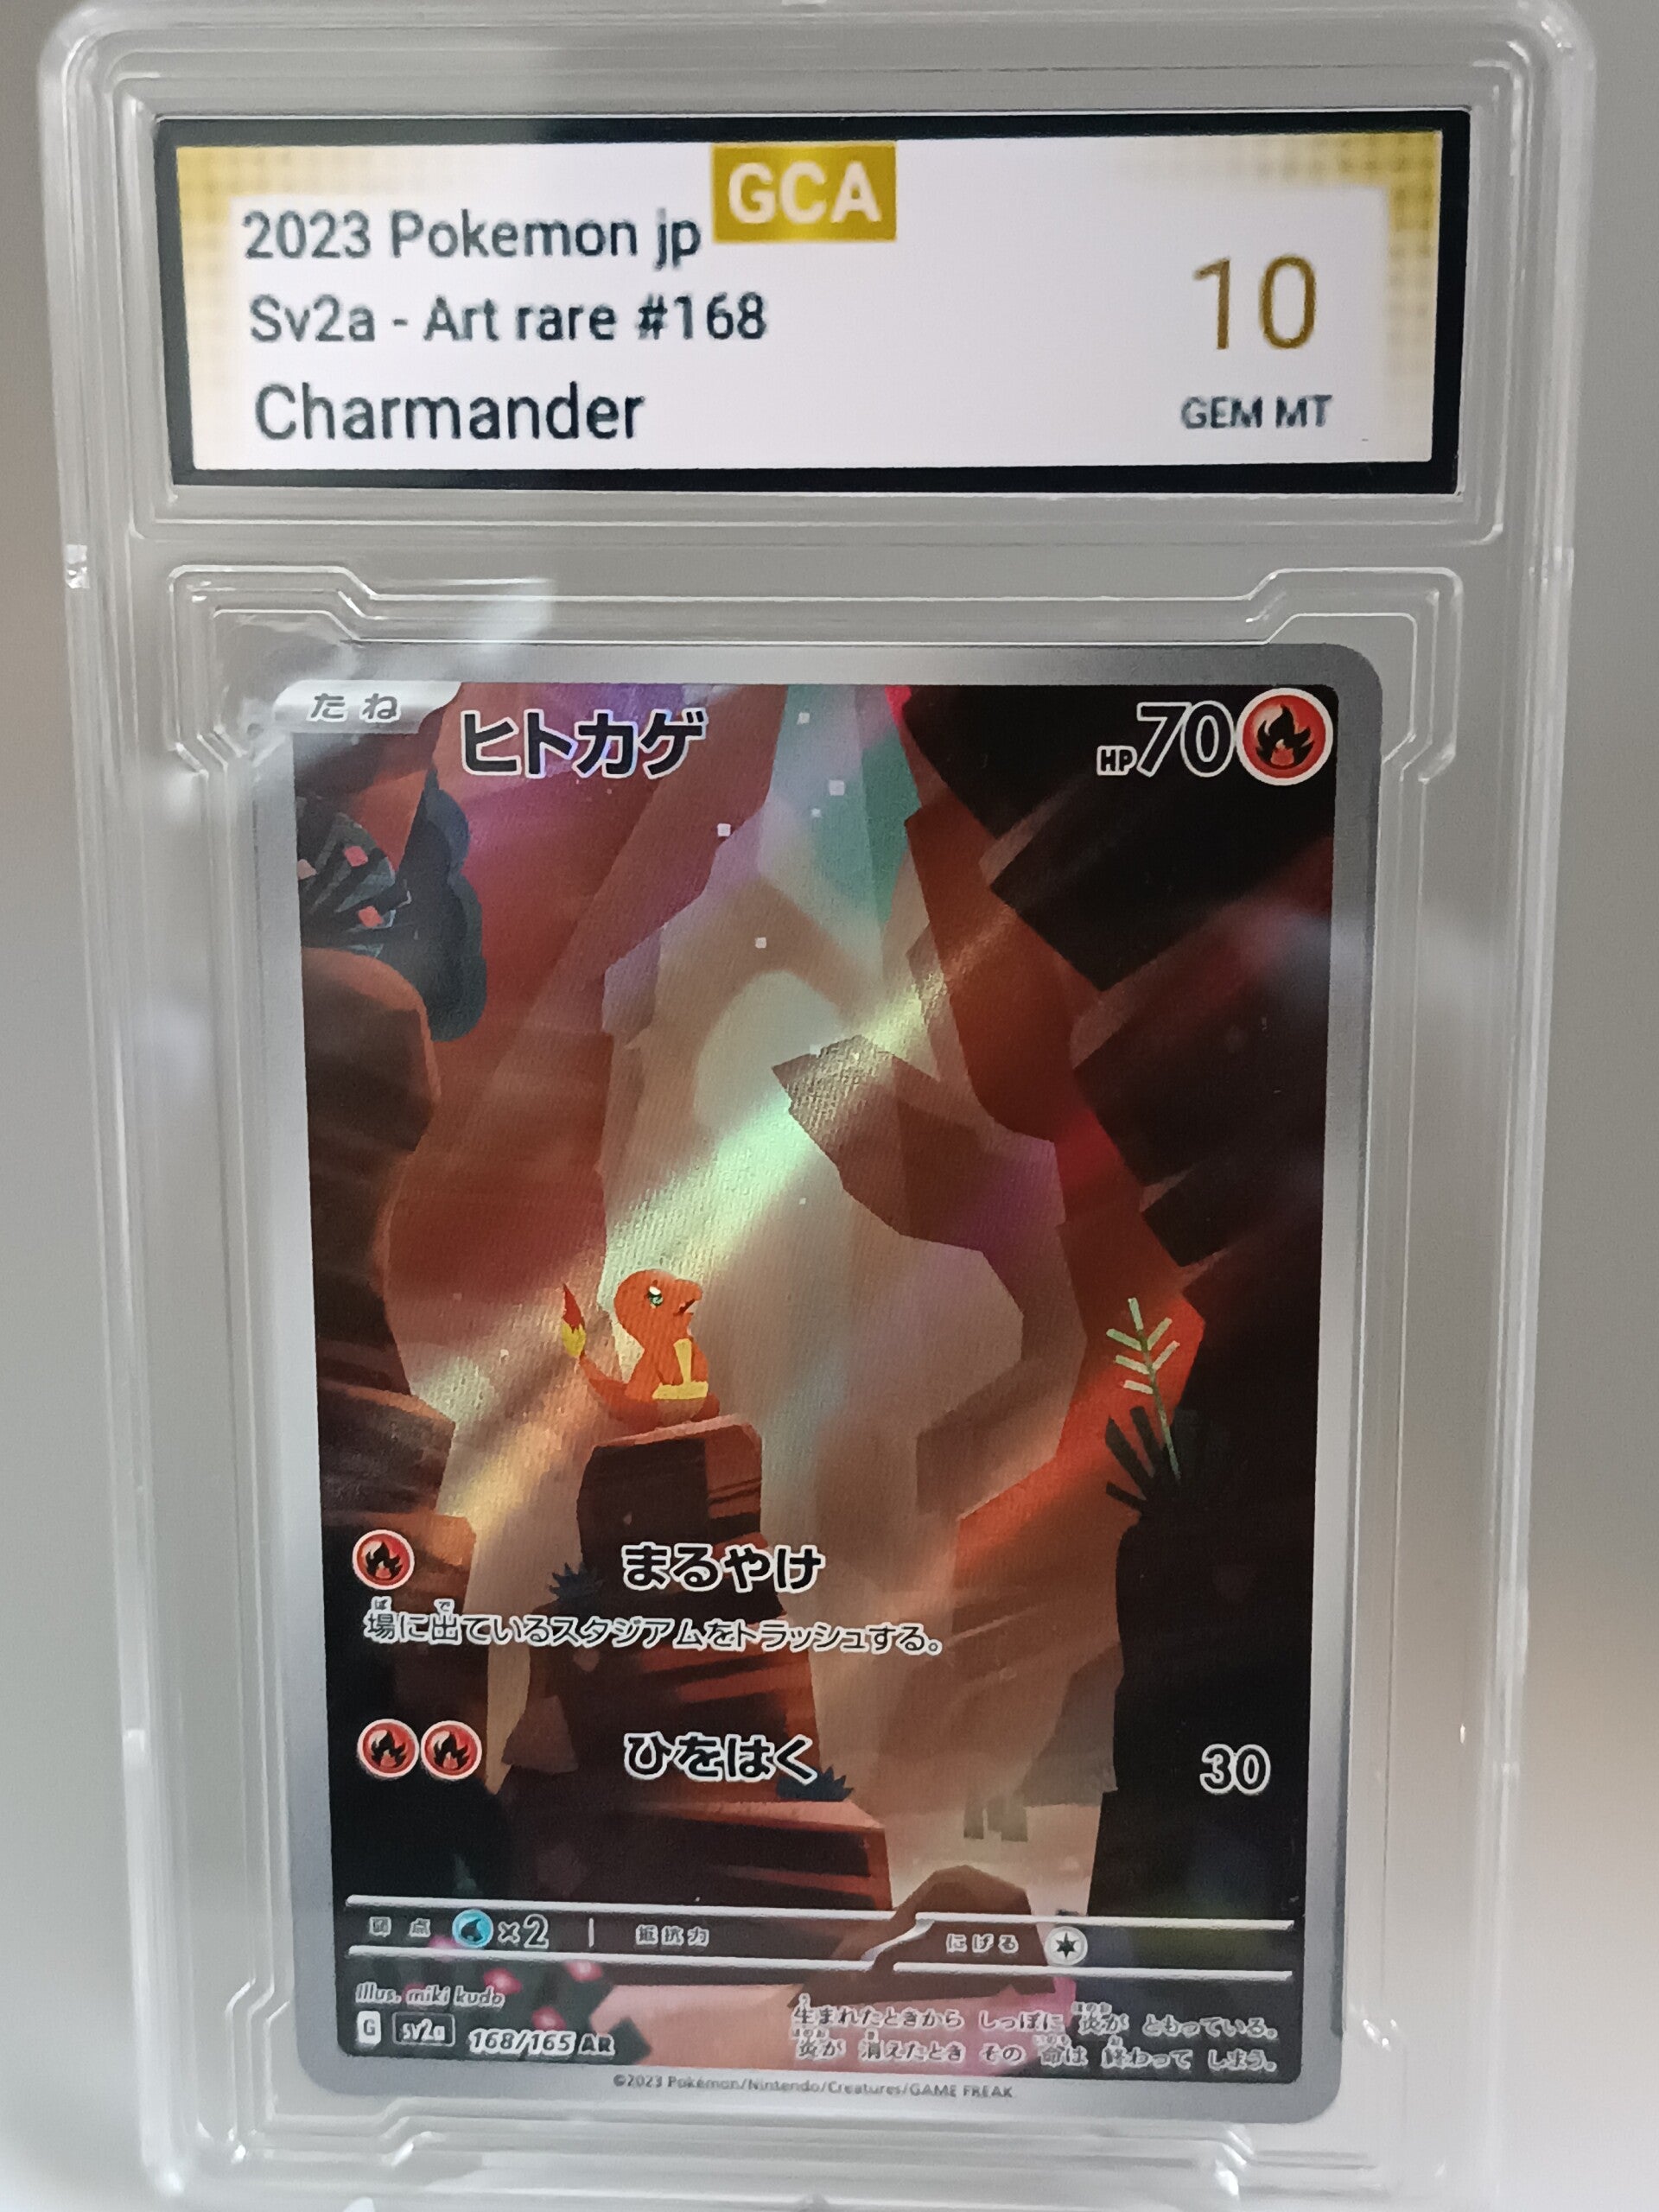 GCA
2023 Pokemon jp
Sv2a - Art rare #168
Charmander
10
GEM MT
たね
ヒトカゲ
HP70
まるやけ
場に出ているスタジアムをトラッシュする。
ひをはく 30
弱点 ×2 抵抗力 にげる
Illus. miki kudo
G sv2a 168/165 AR
生まれたときから しっぽに 炎が ともっている。
炎が 消えたとき その 命は 終わって しまう。
©2023 Pokémon/Nintendo/Creatures/GAME FREAK